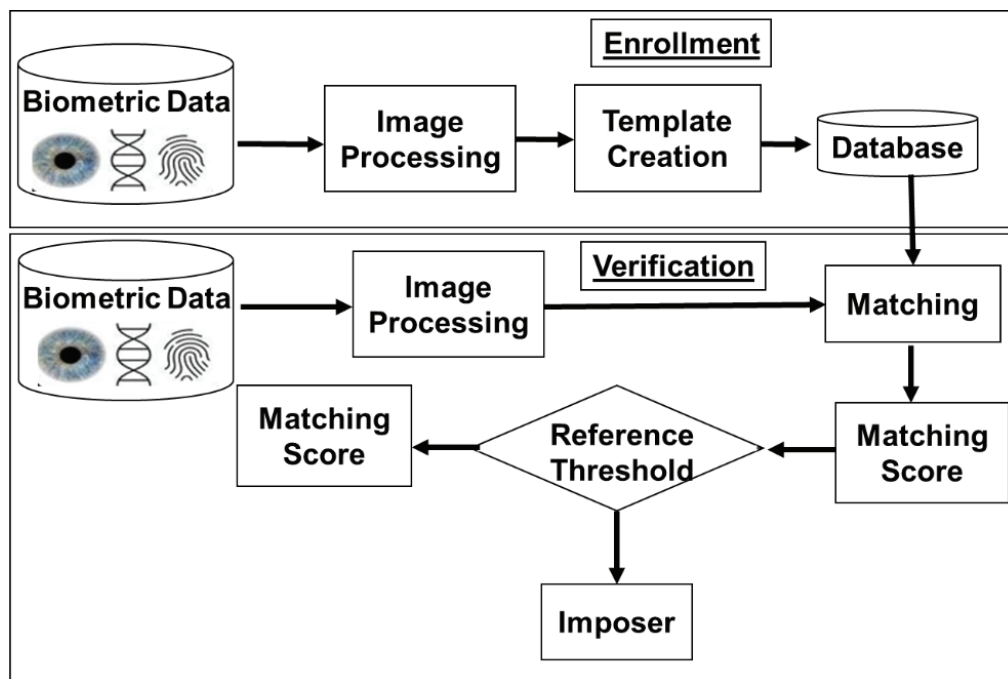 Enrollment
Biometric Data
Image
Processing
Template
Creation
Database
Verification
Biometric Data
Image
Processing
Matching
Matching
Score
Reference
Threshold
Matching
Score
Imposer